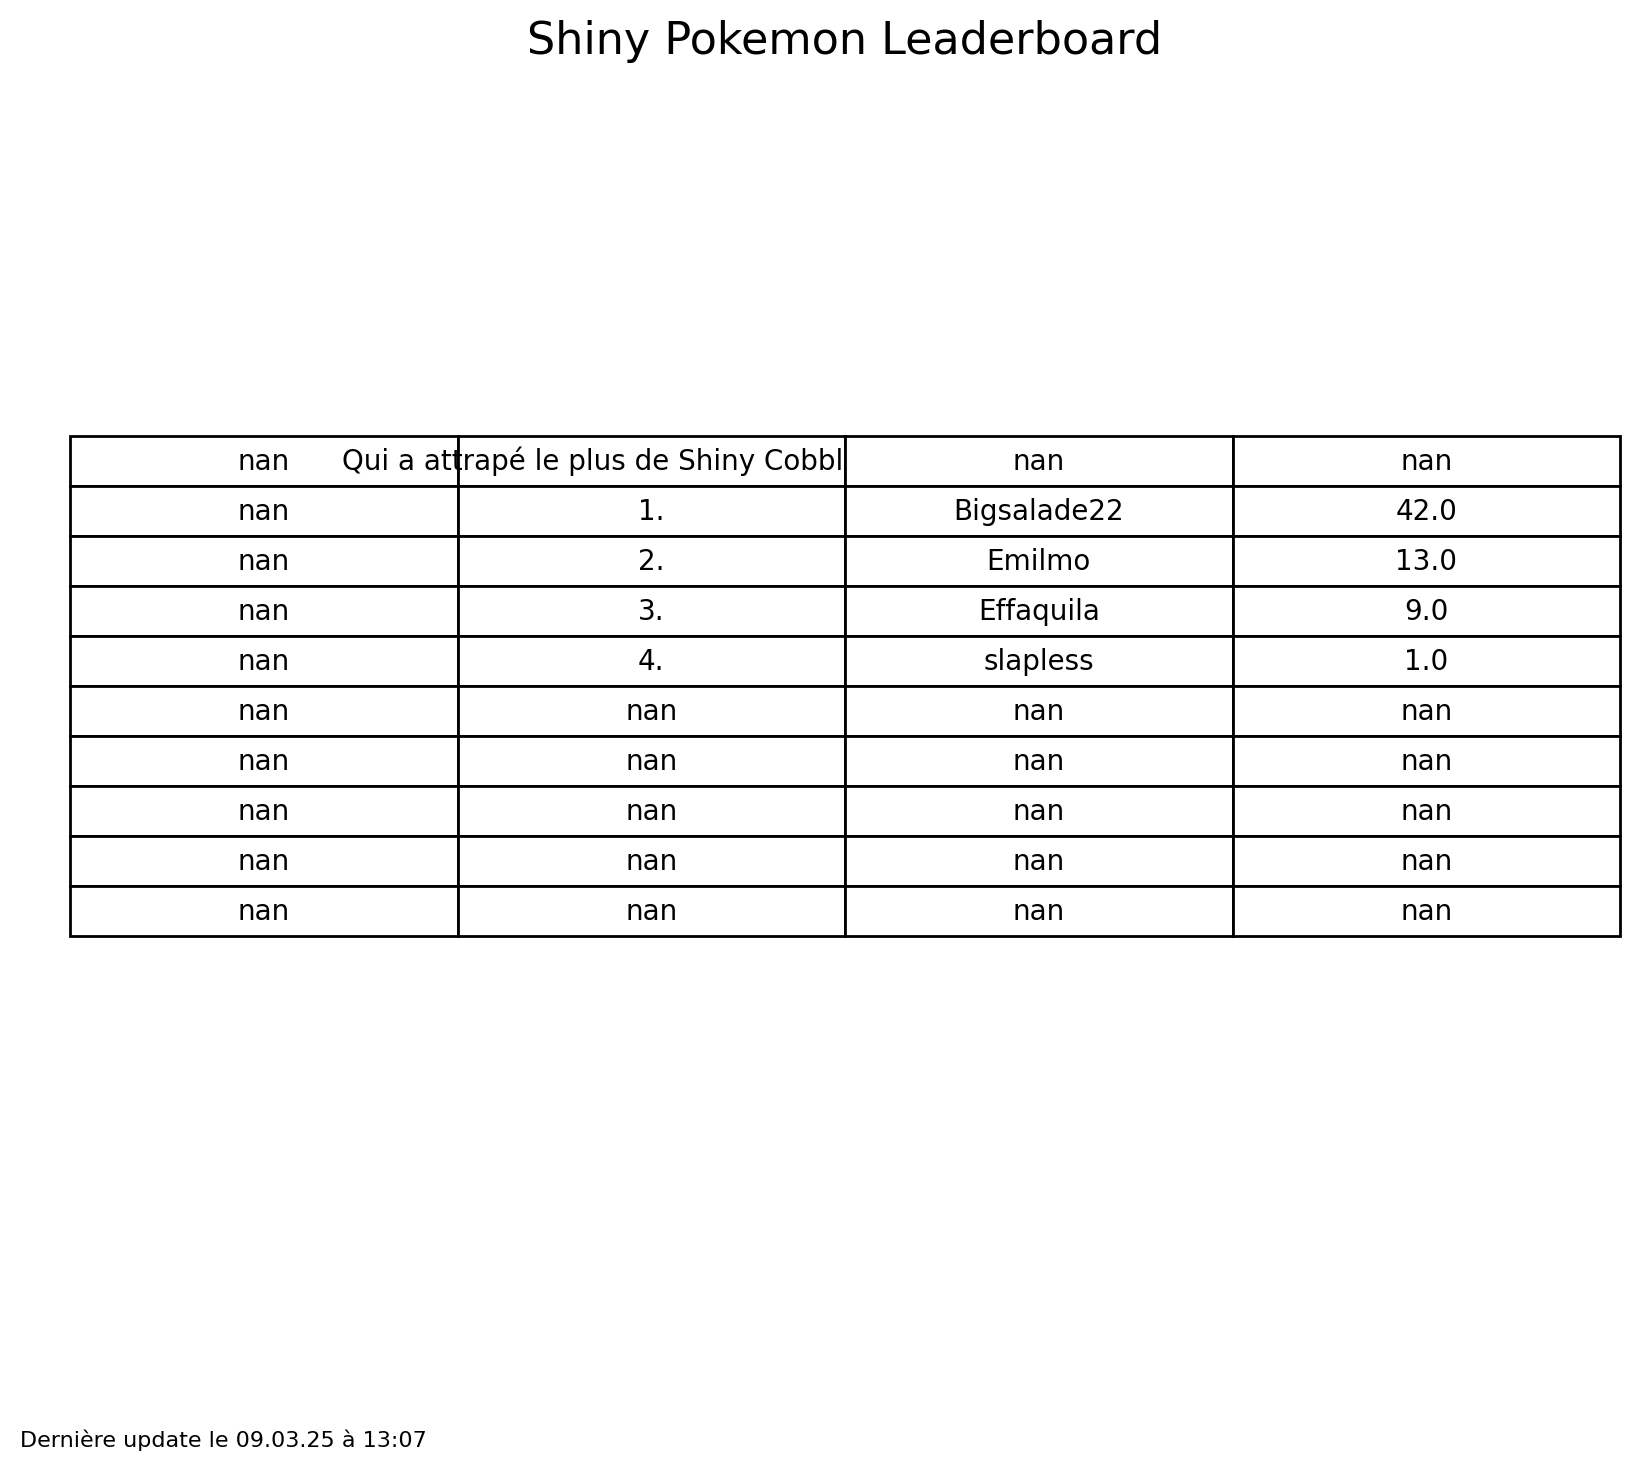 Shiny Pokemon Leaderboard
nan Qui a attrapé le plus de Shiny nan nan
nan 1. Bigsalade22 42.0
nan 2. Emilmo 13.0
nan 3. Effaquila 9.0
nan 4. slapless 1.0
nan nan nan nan
nan nan nan nan
nan nan nan nan
nan nan nan nan
nan nan nan nan
Dernière update le 09.03.25 à 13:07